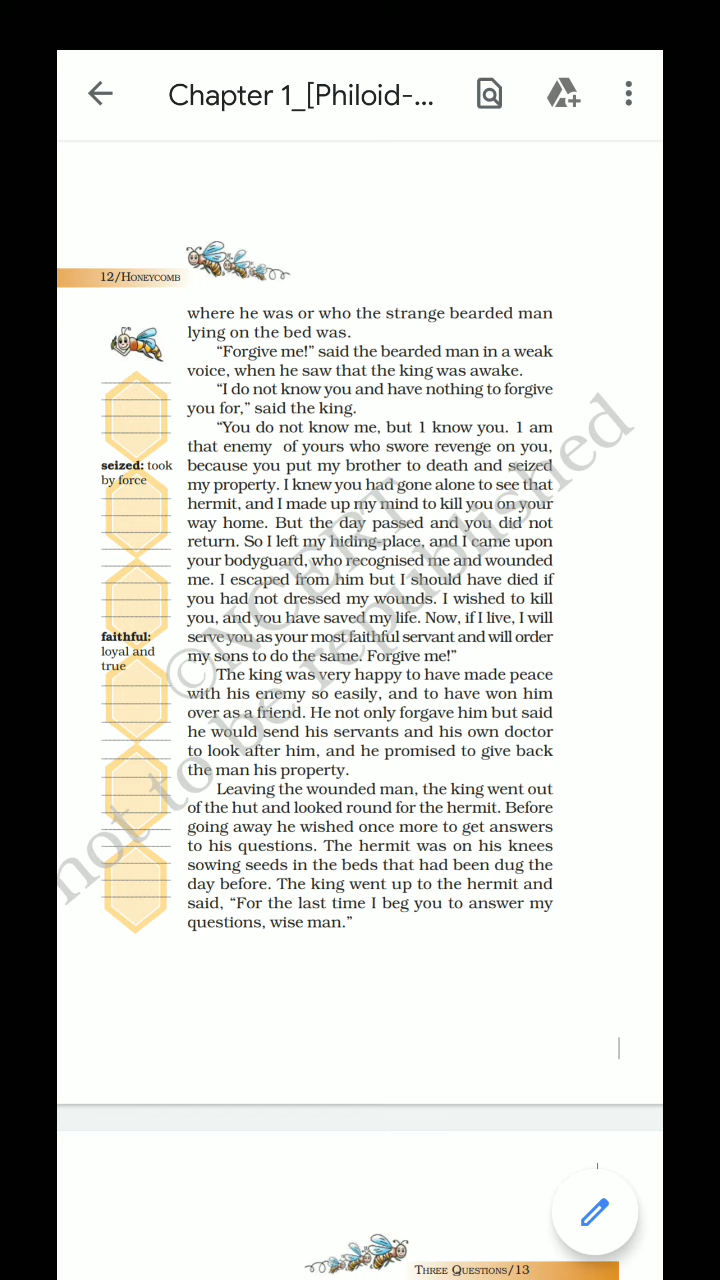 Chapter 1_[Philoid-...
12/HONEYCOMB
where he was or who the strange bearded man
lying on the bed was.
“Forgive me!” said the bearded man in a weak
voice, when he saw that the king was awake.
“I do not know you and have nothing to forgive
you for,” said the king.
“You do not know me, but 1 know you. 1 am
that enemy of yours who swore revenge on you,
because you put my brother to death and seized
my property. I knew you had gone alone to see that
hermit, and I made up my mind to kill you on your
way home. But the day passed and you did not
return. So I left my hiding-place, and I came upon
your bodyguard, who recognised me and wounded
me. I escaped from him but I should have died if
you had not dressed my wounds. I wished to kill
you, and you have saved my life. Now, if I live, I will
serve you as your most faithful servant and will order
my sons to do the same. Forgive me!”
The king was very happy to have made peace
with his enemy so easily, and to have won him
over as a friend. He not only forgave him but said
he would send his servants and his own doctor
to look after him, and he promised to give back
the man his property.
Leaving the wounded man, the king went out
of the hut and looked round for the hermit. Before
going away he wished once more to get answers
to his questions. The hermit was on his knees
sowing seeds in the beds that had been dug the
day before. The king went up to the hermit and
said, “For the last time I beg you to answer my
questions, wise man.”
seized: took
by force
faithful:
loyal and
true
©NCERT
not to be republished
THREE QUESTIONS/13